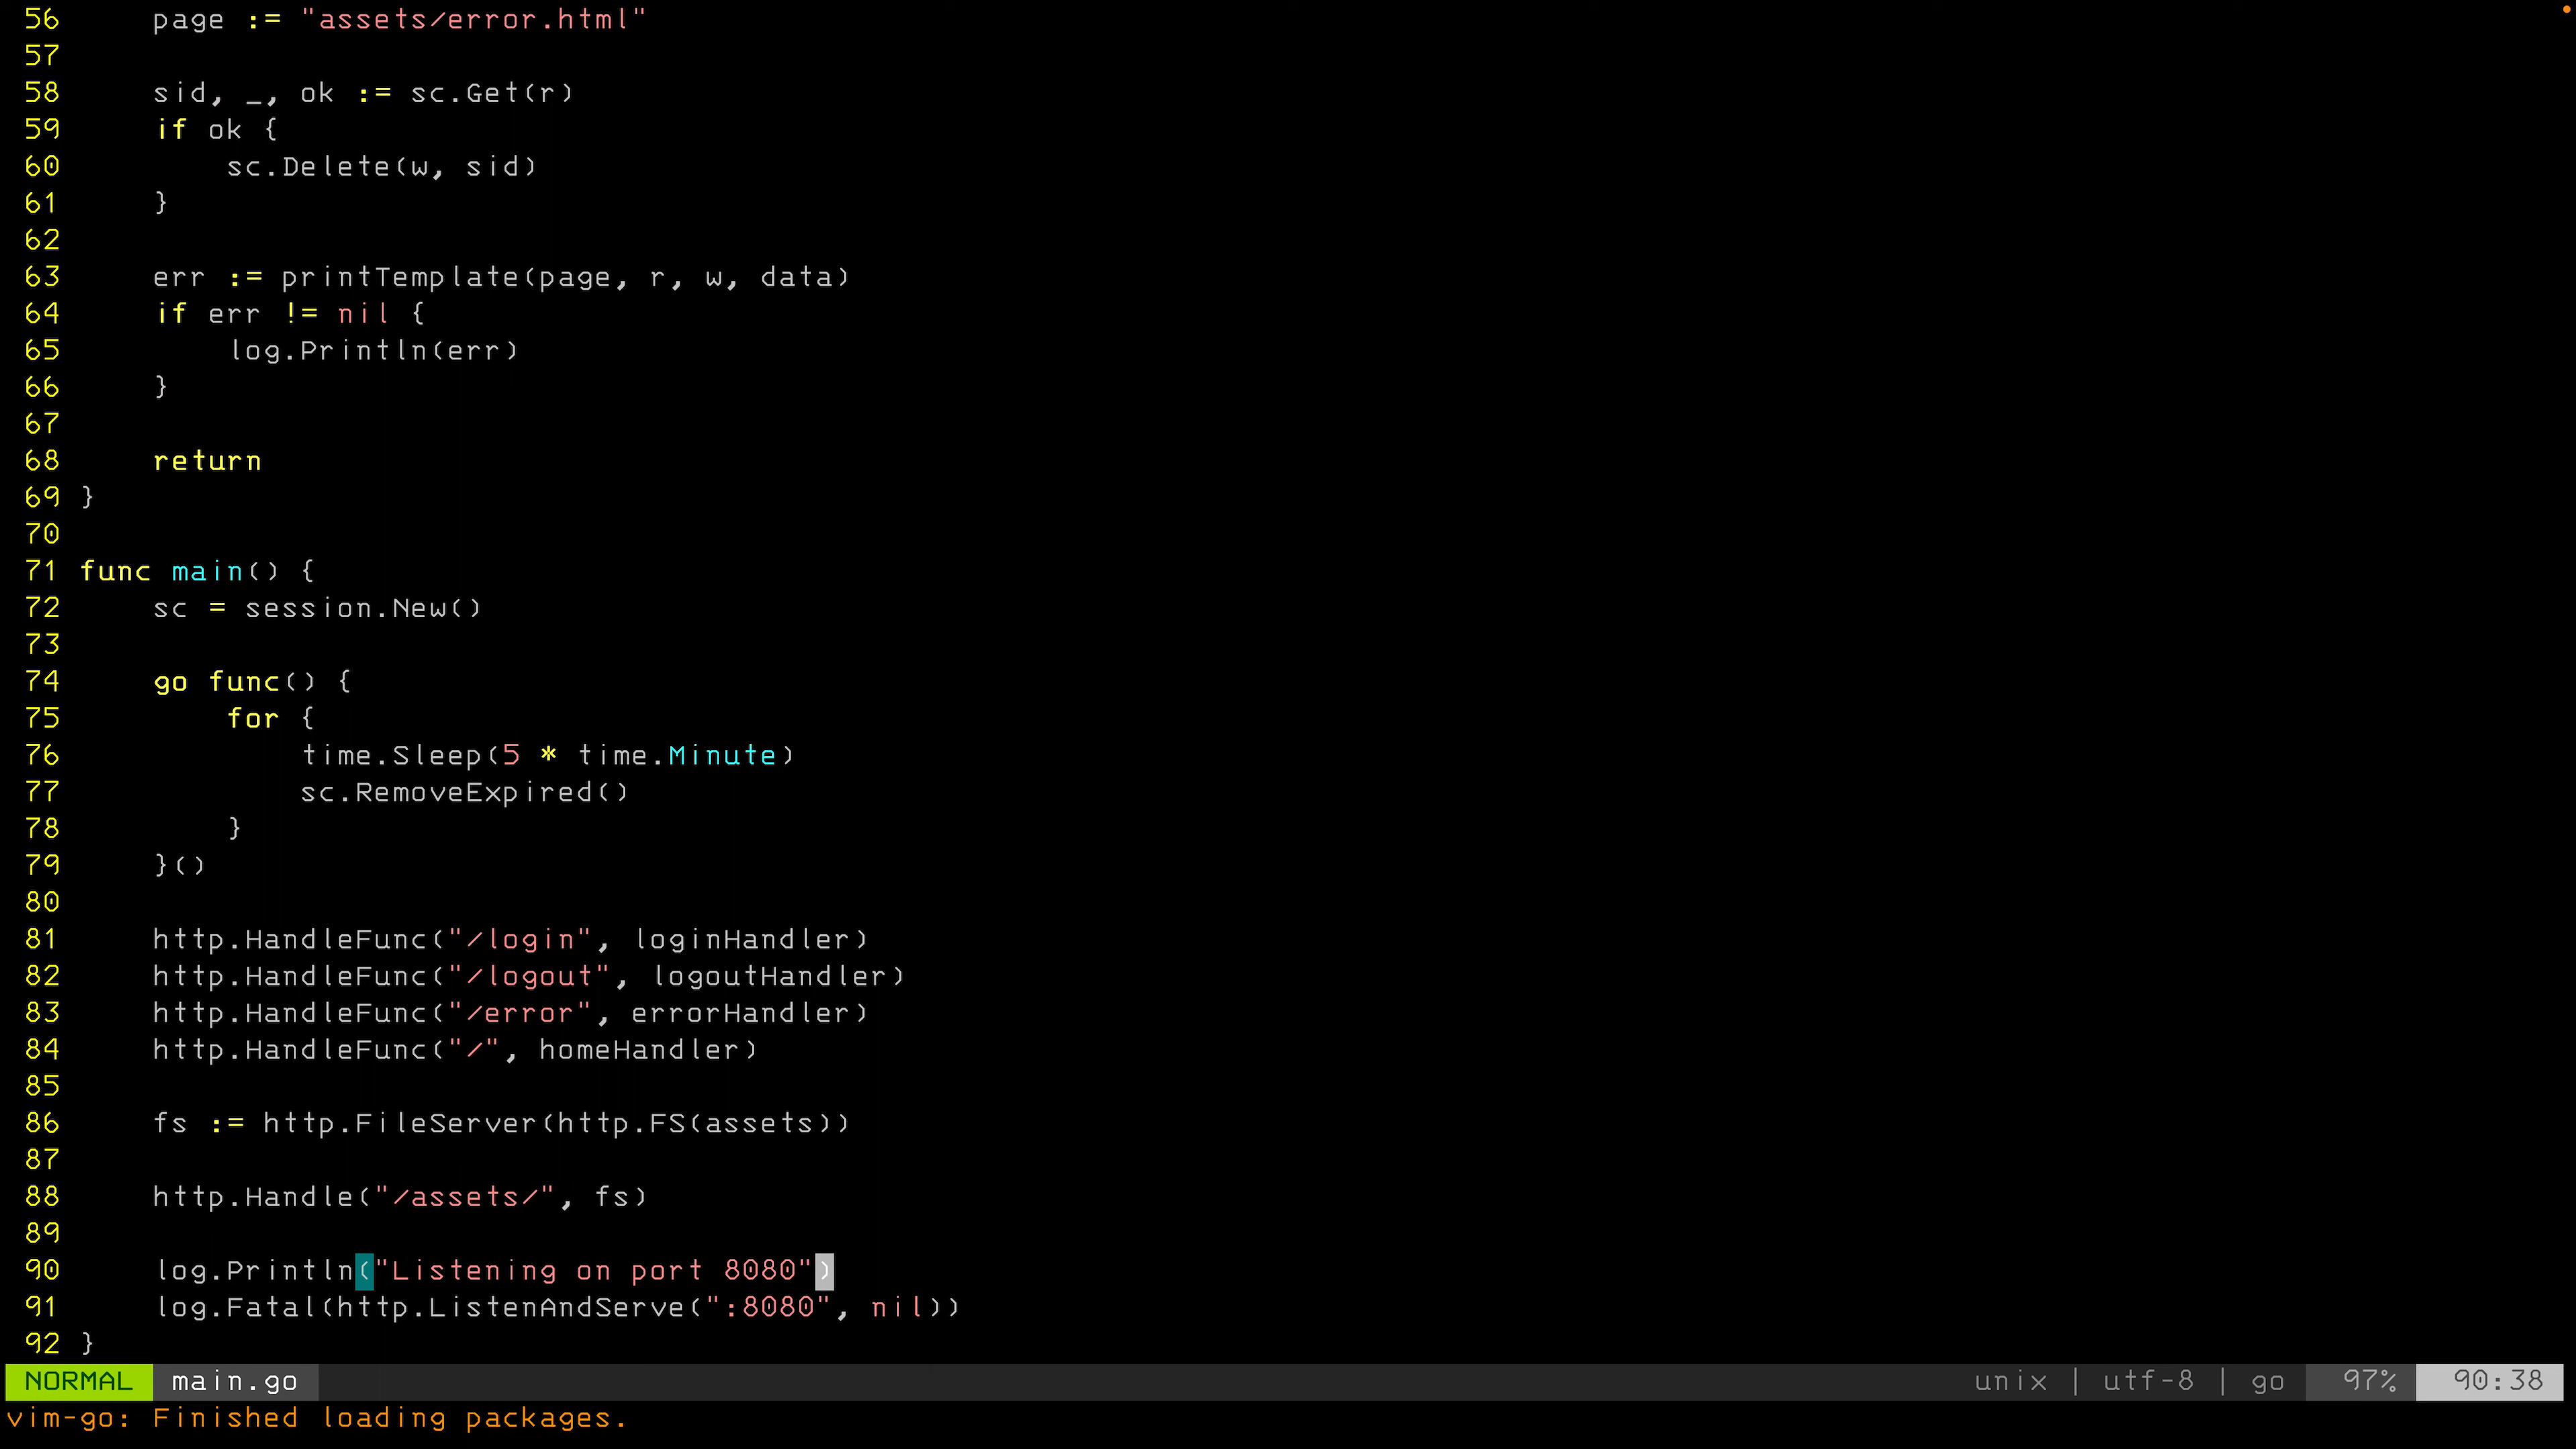 56 page := "assets/error.html"
57
58 sid, _, ok := sc.Get(r)
59 if ok {
60 sc.Delete(w, sid)
61 }
62
63 err := printTemplate(page, r, w, data)
64 if err != nil {
65 log.Println(err)
66 }
67
68 return
69 }
70
71 func main() {
72 sc = session.New()
73
74 go func() {
75 for {
76 time.Sleep(5 * time.Minute)
77 sc.RemoveExpired()
78 }
79 }()
80
81 http.HandleFunc("/login", loginHandler)
82 http.HandleFunc("/logout", logoutHandler)
83 http.HandleFunc("/error", errorHandler)
84 http.HandleFunc("/", homeHandler)
85
86 fs := http.FileServer(http.FS(assets))
87
88 http.Handle("/assets/", fs)
89
90 log.Println("Listening on port 8080")
91 log.Fatal(http.ListenAndServe(":8080", nil))
92 }
NORMAL main.go unix | utf-8 | go 97% 90:38
vim-go: Finished loading packages.